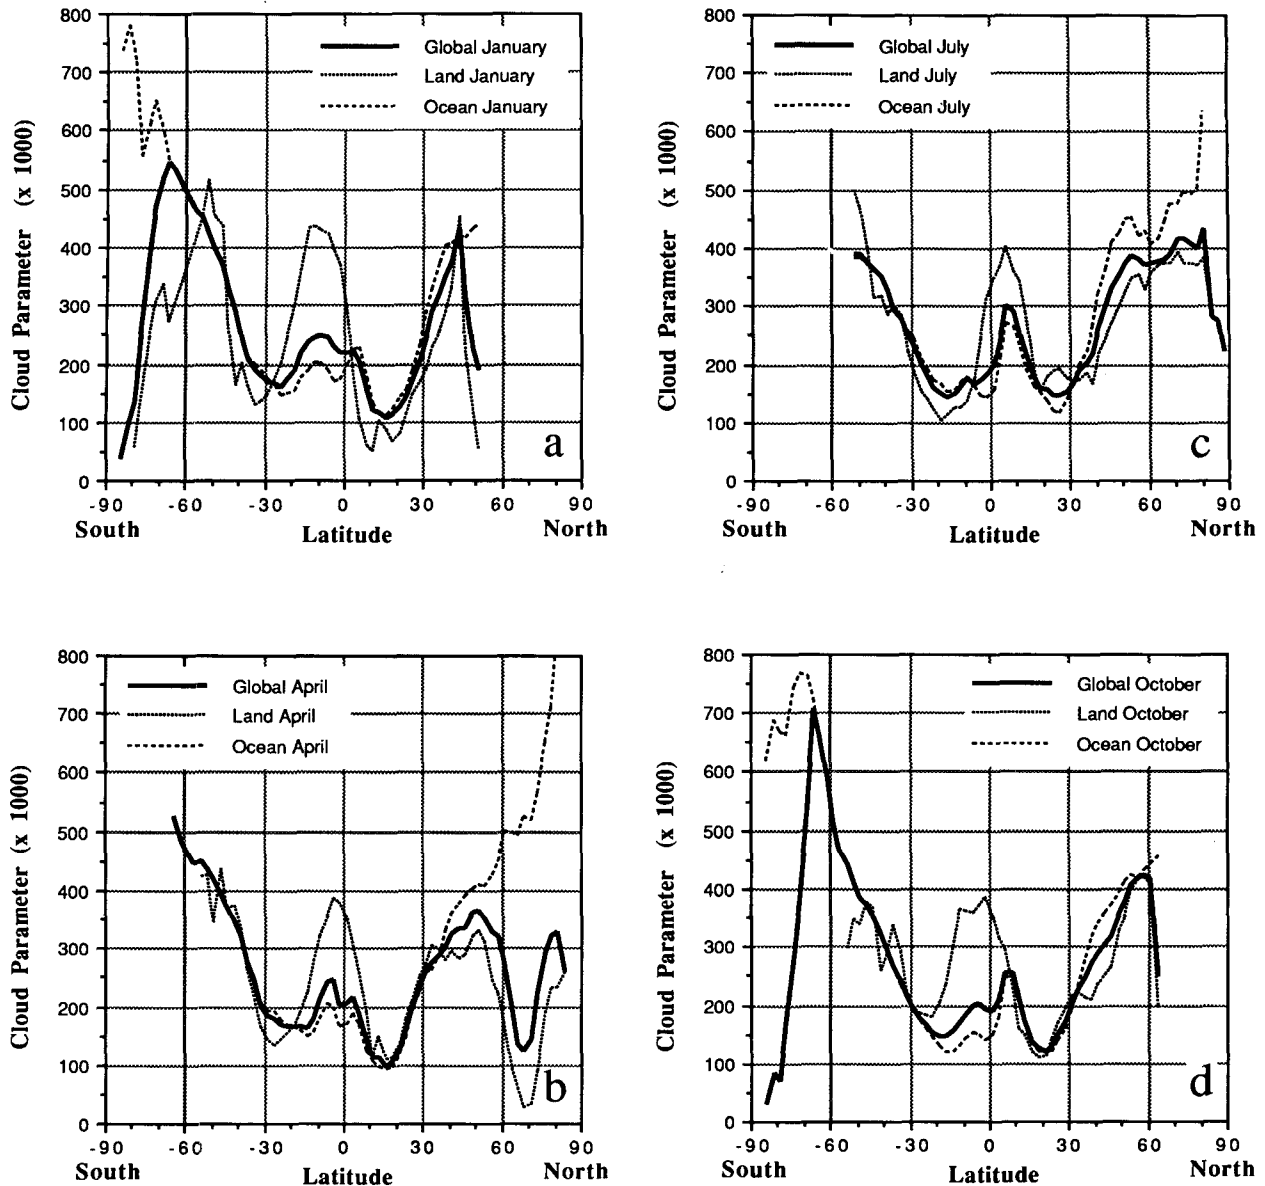 800
700
600
500
400
300
200
100
0
Cloud Parameter (x 1000)
Global January
Land January
Ocean January
a
-90 -60 -30 0 30 60 90
South Latitude North
800
700
600
500
400
300
200
100
0
Cloud Parameter (x 1000)
Global July
Land July
Ocean July
c
-90 -60 -30 0 30 60 90
South Latitude North
800
700
600
500
400
300
200
100
0
Cloud Parameter (x 1000)
Global April
Land April
Ocean April
b
-90 -60 -30 0 30 60 90
South Latitude North
800
700
600
500
400
300
200
100
0
Cloud Parameter (x 1000)
Global October
Land October
Ocean October
d
-90 -60 -30 0 30 60 90
South Latitude North